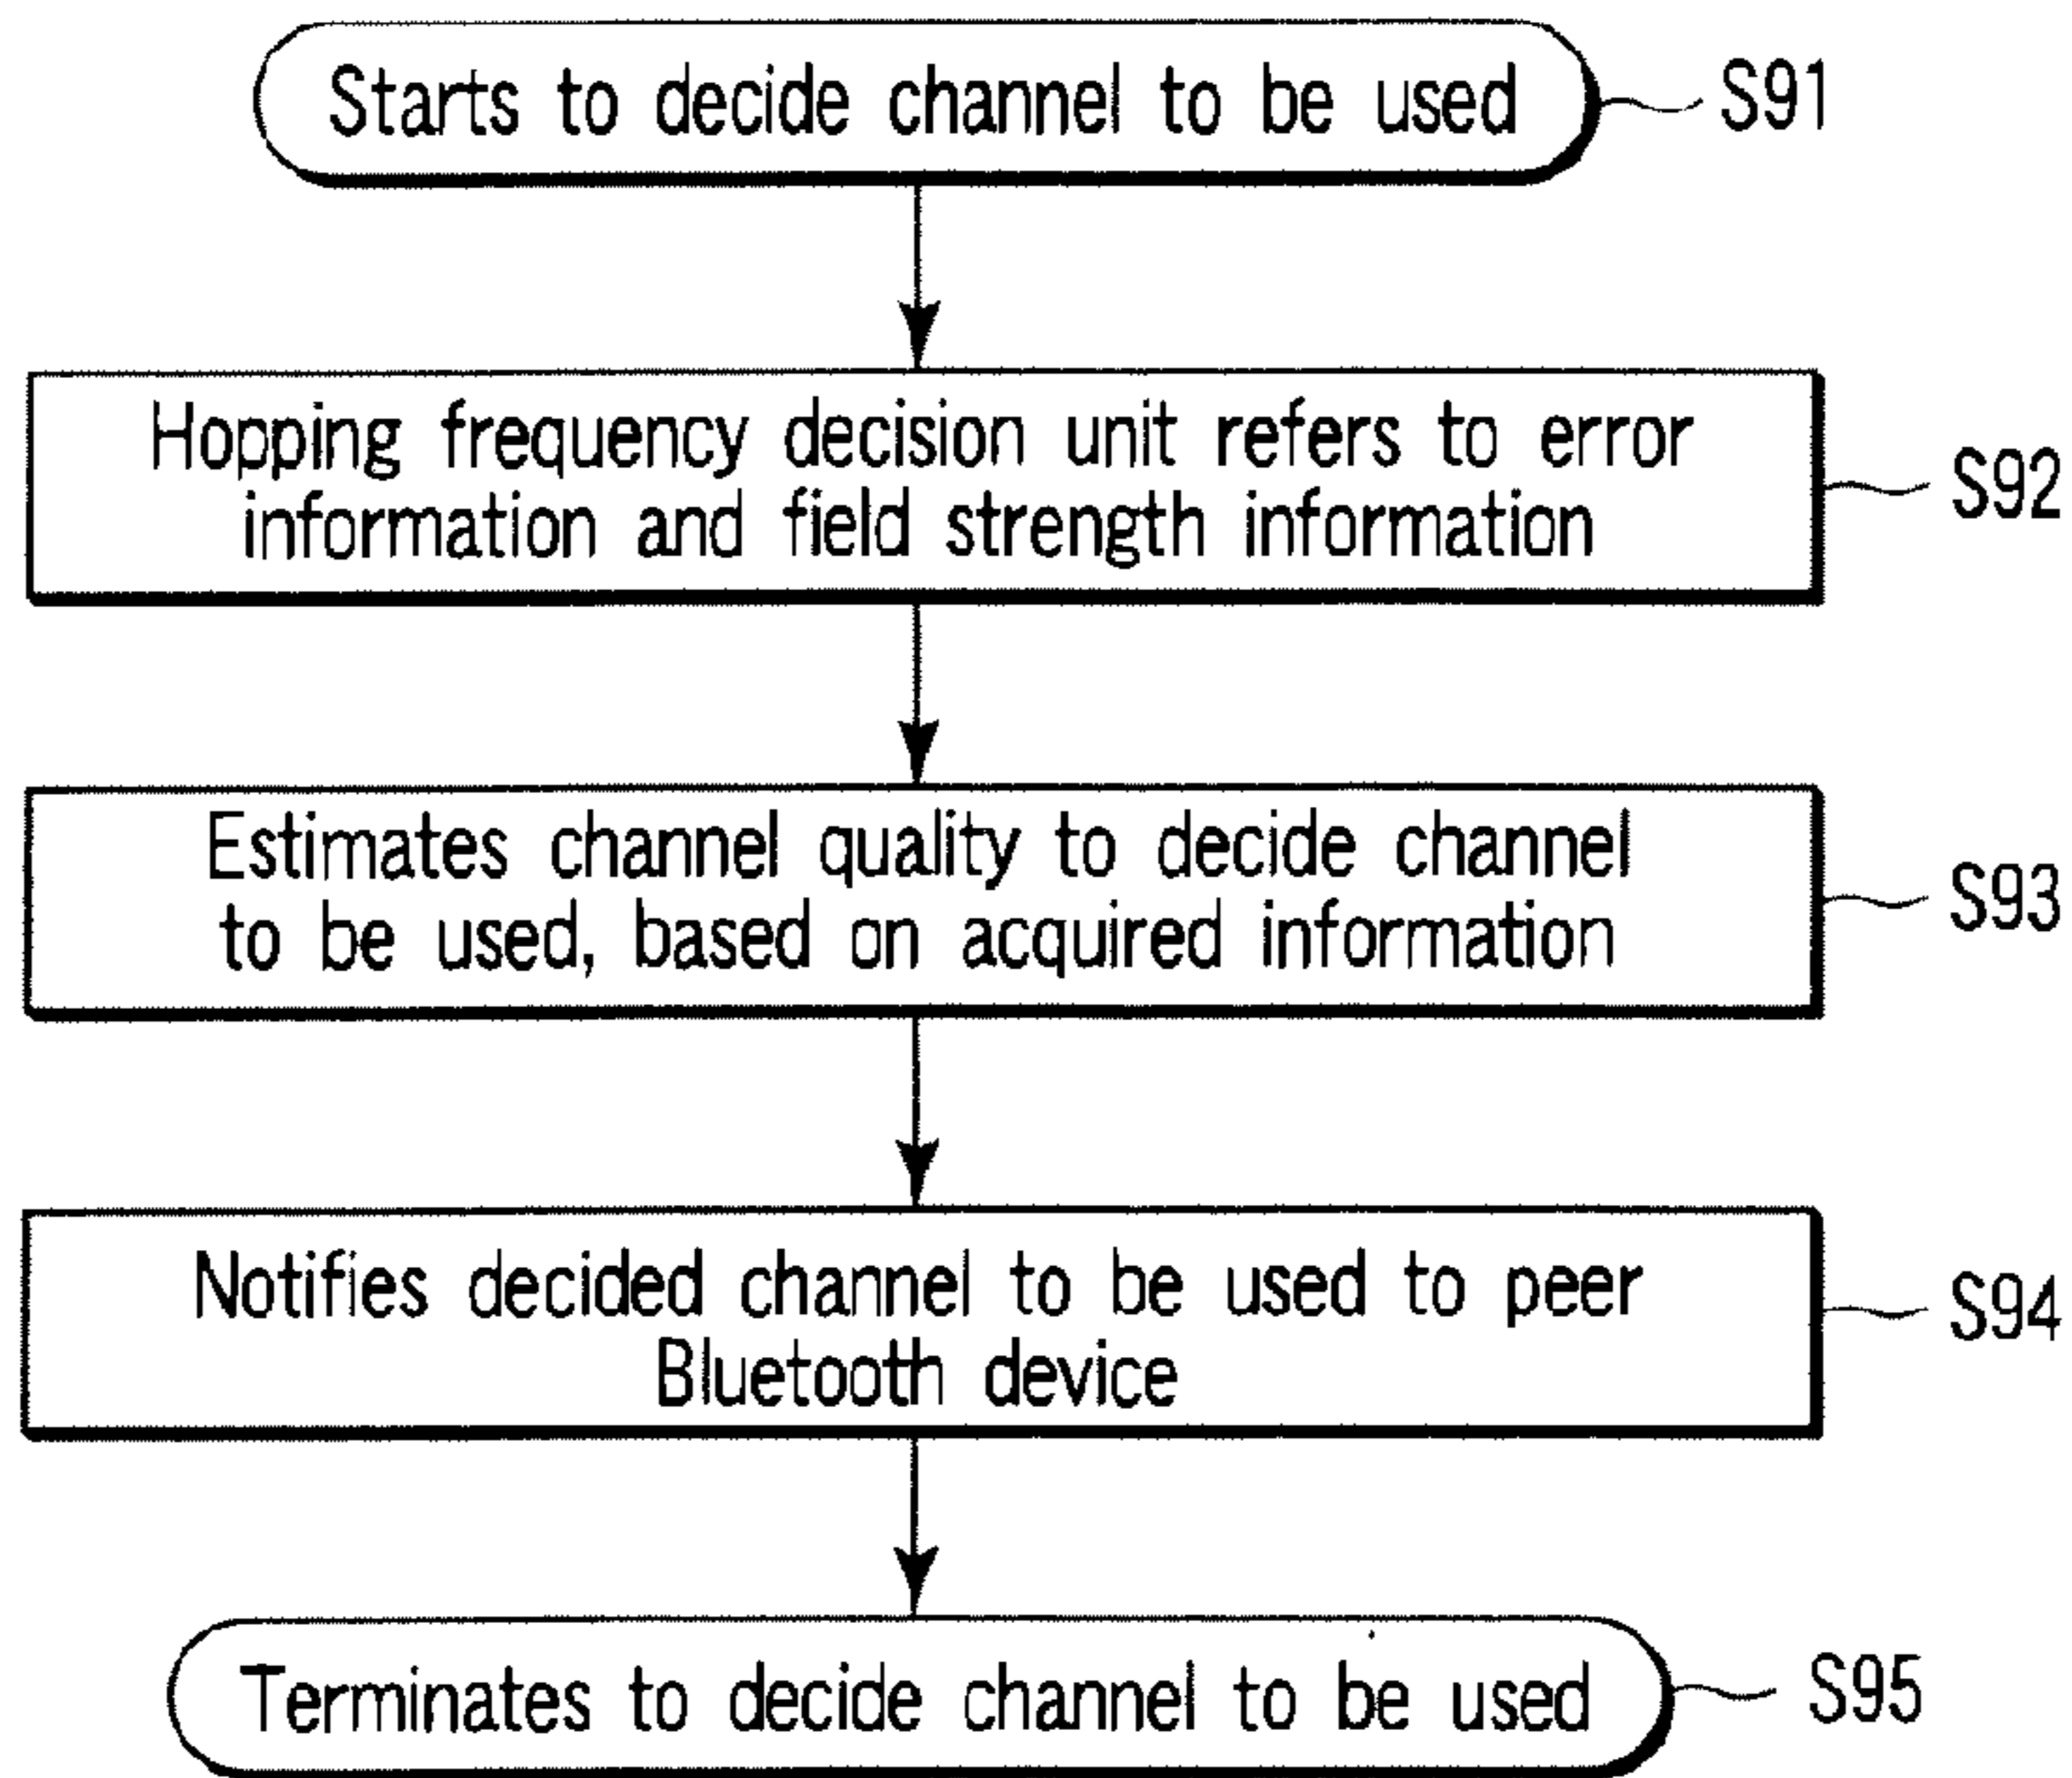 Starts to decide channel to be used
S91
Hopping frequency decision unit refers to error
information and field strength information
S92
Estimates channel quality to decide channel
to be used, based on acquired information
S93
Notifies decided channel to be used to peer
Bluetooth device
S94
Terminates to decide channel to be used
S95